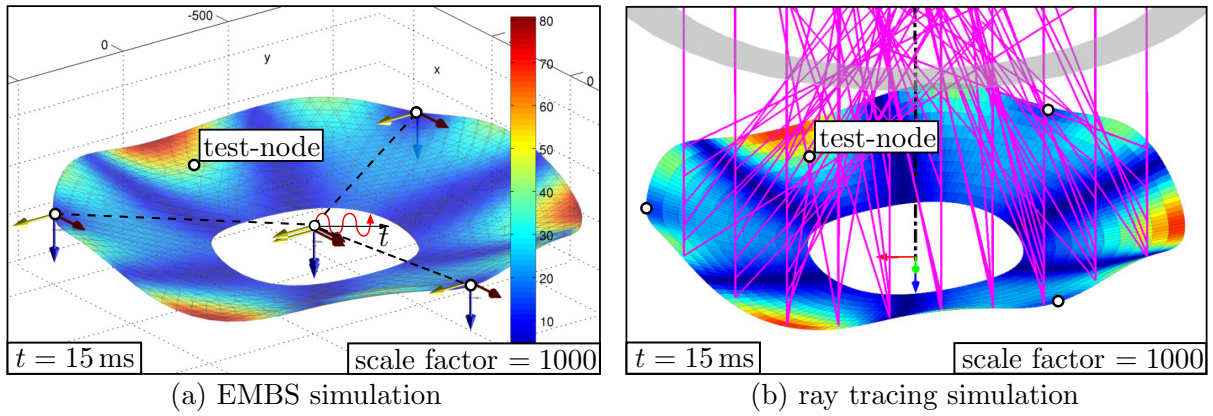 -500
0
y
x
0
80
70
60
50
40
30
20
10
test-node
t
t = 15 ms
scale factor = 1000
(a) EMBS simulation
test-node
t = 15 ms
scale factor = 1000
(b) ray tracing simulation